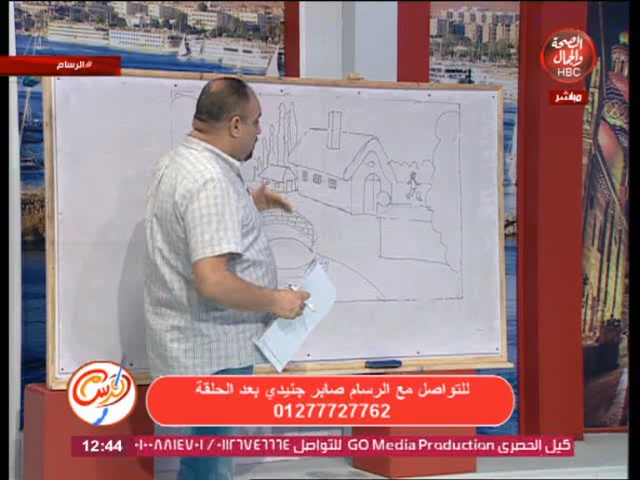 الصحة
والجمال
HBC
مباشر
#الرسام
للتواصل مع الرسام صابر جنيدي بعد الحلقة
01277727762
12:44
كيل الحصرى GO Media Production للتواصل ٠١١٢٦٧٤٦٦٦٤/٠١٠٠٨٨١٤٧٠١